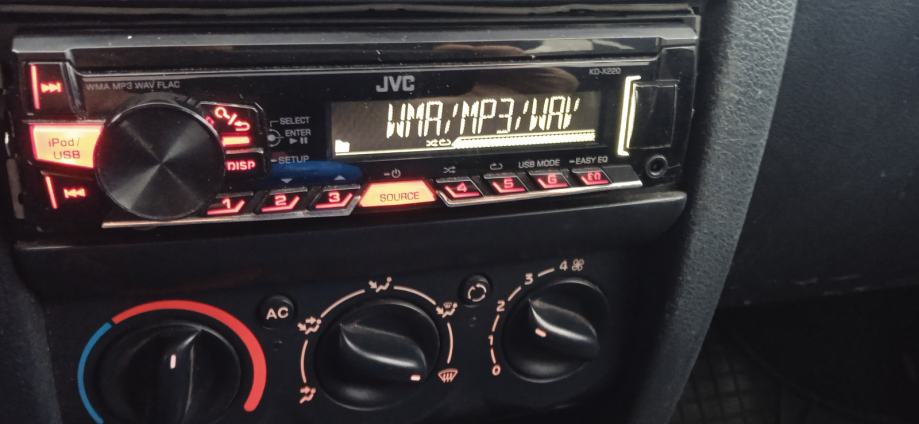 WMA MP3 WAV FLAC
JVC
KD-X220
WMA/MP3/WAV
iPod/
USB
DISP
SELECT
ENTER
SETUP
SOURCE
USB MODE
EASY EQ
1
2
3
4
5
6
EQ
AC
0
1
2
3
4